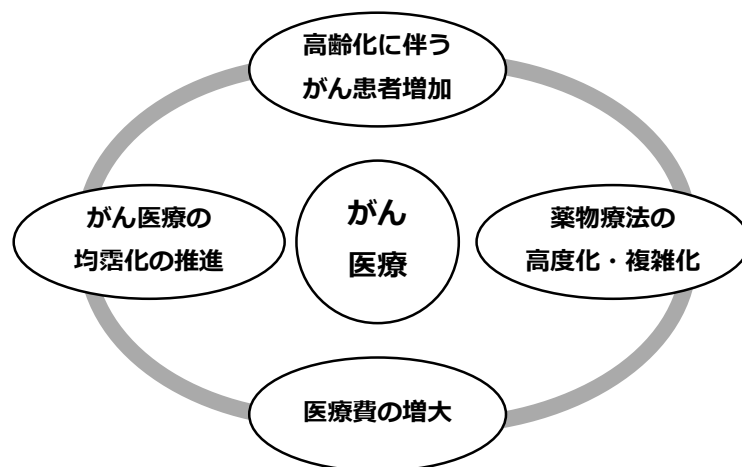 高齢化に伴う
がん患者増加
がん医療の
均霑化の推進
がん
医療
薬物療法の
高度化・複雑化
医療費の増大